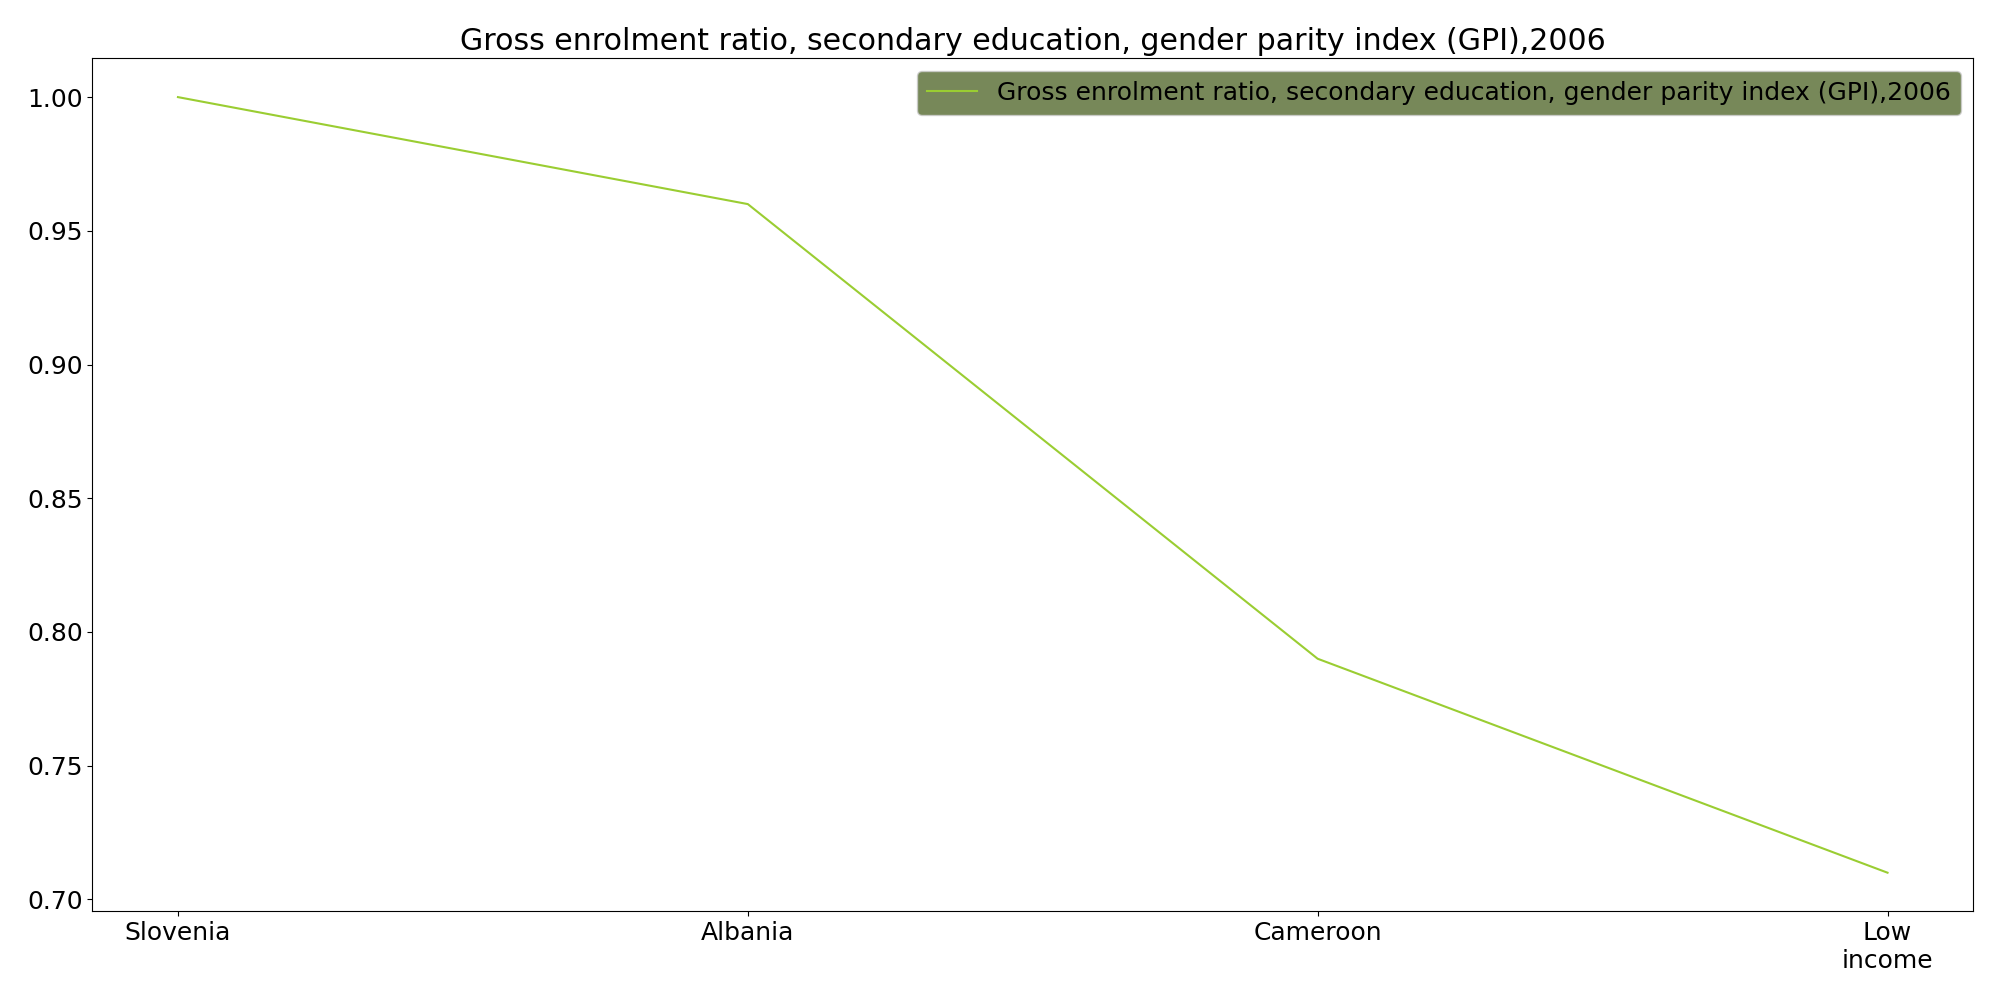 Gross enrolment ratio, secondary education, gender parity index (GPI),2006
Gross enrolment ratio, secondary education, gender parity index (GPI),2006
1.00
0.95
0.90
0.85
0.80
0.75
0.70
Slovenia
Albania
Cameroon
Low
income